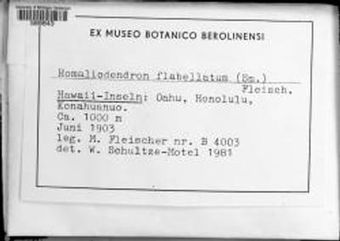 EX MUSEO BOTANICO BEROLINENSI
Homaliodendron flabellatum (Sm.)
Fleisch.
Hawaii-Inseln: Oahu, Honolulu,
Konahuanuo.
Ca. 1000 m
Juni 1903
leg. M. Fleischer nr. B 4003
det. W. Schultze-Motel 1981